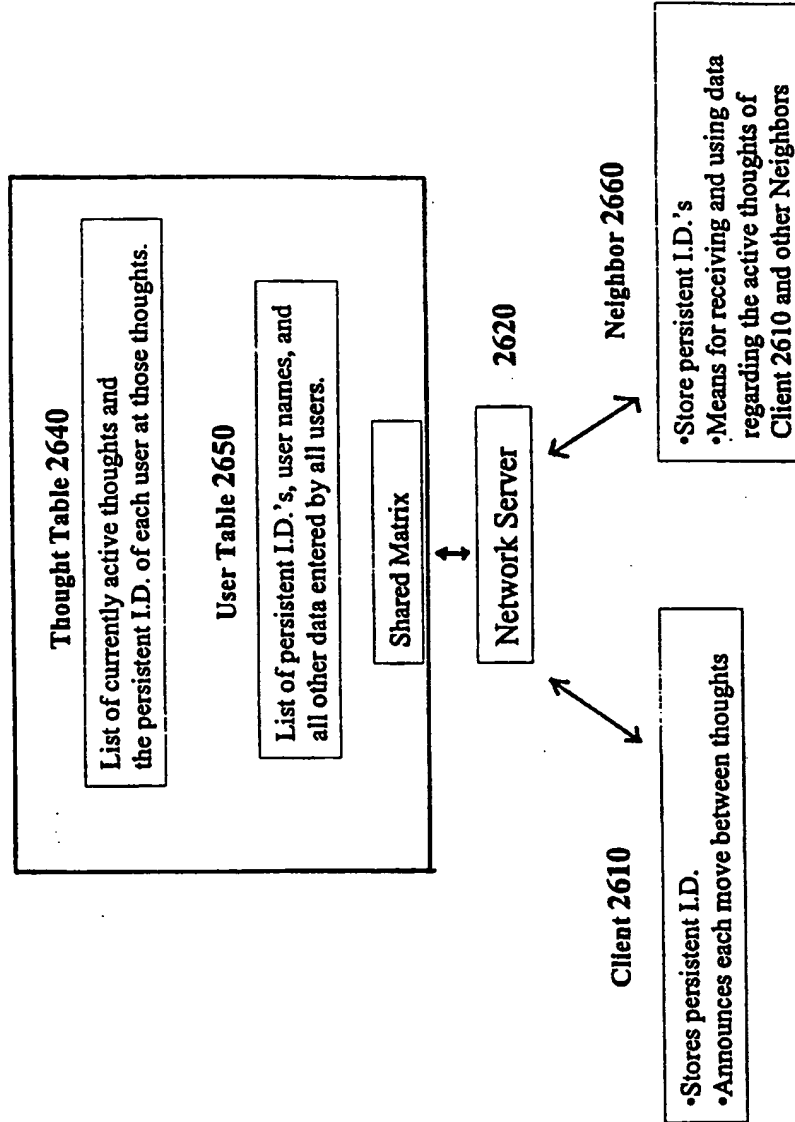 Thought Table 2640
List of currently active thoughts and
the persistent I.D. of each user at those thoughts.
User Table 2650
List of persistent I.D.'s, user names, and
all other data entered by all users.
Shared Matrix
Network Server
2620
Client 2610
•Stores persistent I.D.
•Announces each move between thoughts
Neighbor 2660
•Store persistent I.D.'s
•Means for receiving and using data
regarding the active thoughts of
Client 2610 and other Neighbors